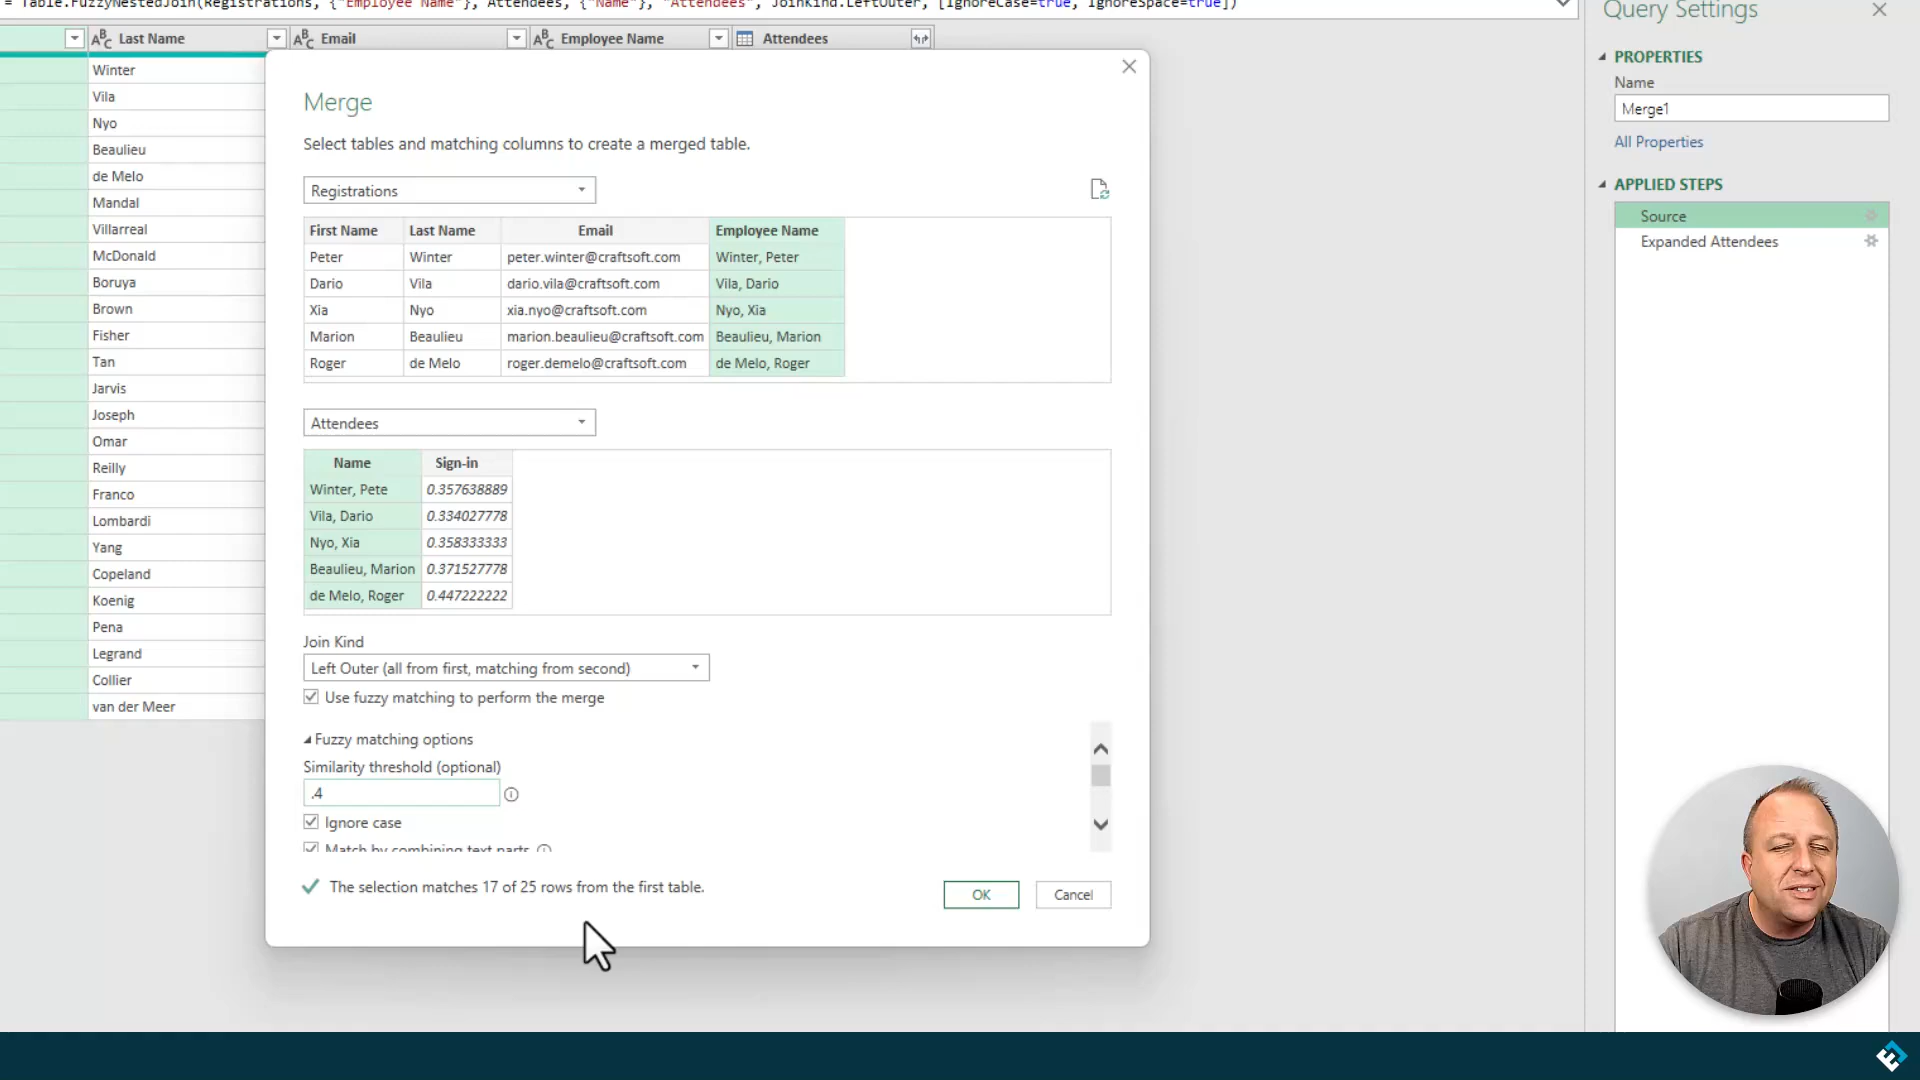 = Table.FuzzyNestedJoin(Registrations, {"Employee Name"}, Attendees, {"Name"}, "Attendees", JoinKind.LeftOuter, [IgnoreCase=true, IgnoreSpace=true])
Query Settings
ABC Last Name ABC Email ABC Employee Name Attendees
PROPERTIES
Name
Merge1
All Properties
APPLIED STEPS
Source
Expanded Attendees
Winter
Vila
Nyo
Beaulieu
de Melo
Mandal
Villarreal
McDonald
Boruya
Brown
Fisher
Tan
Jarvis
Joseph
Omar
Reilly
Franco
Lombardi
Yang
Copeland
Koenig
Pena
Legrand
Collier
van der Meer
Merge
Select tables and matching columns to create a merged table.
Registrations
First Name Last Name Email Employee Name
Peter Winter peter.winter@craftsoft.com Winter, Peter
Dario Vila dario.vila@craftsoft.com Vila, Dario
Xia Nyo xia.nyo@craftsoft.com Nyo, Xia
Marion Beaulieu marion.beaulieu@craftsoft.com Beaulieu, Marion
Roger de Melo roger.demelo@craftsoft.com de Melo, Roger
Attendees
Name Sign-in
Winter, Pete 0.357638889
Vila, Dario 0.334027778
Nyo, Xia 0.358333333
Beaulieu, Marion 0.371527778
de Melo, Roger 0.447222222
Join Kind
Left Outer (all from first, matching from second)
Use fuzzy matching to perform the merge
Fuzzy matching options
Similarity threshold (optional)
.4
Ignore case
Match by combining text parts
The selection matches 17 of 25 rows from the first table.
OK Cancel